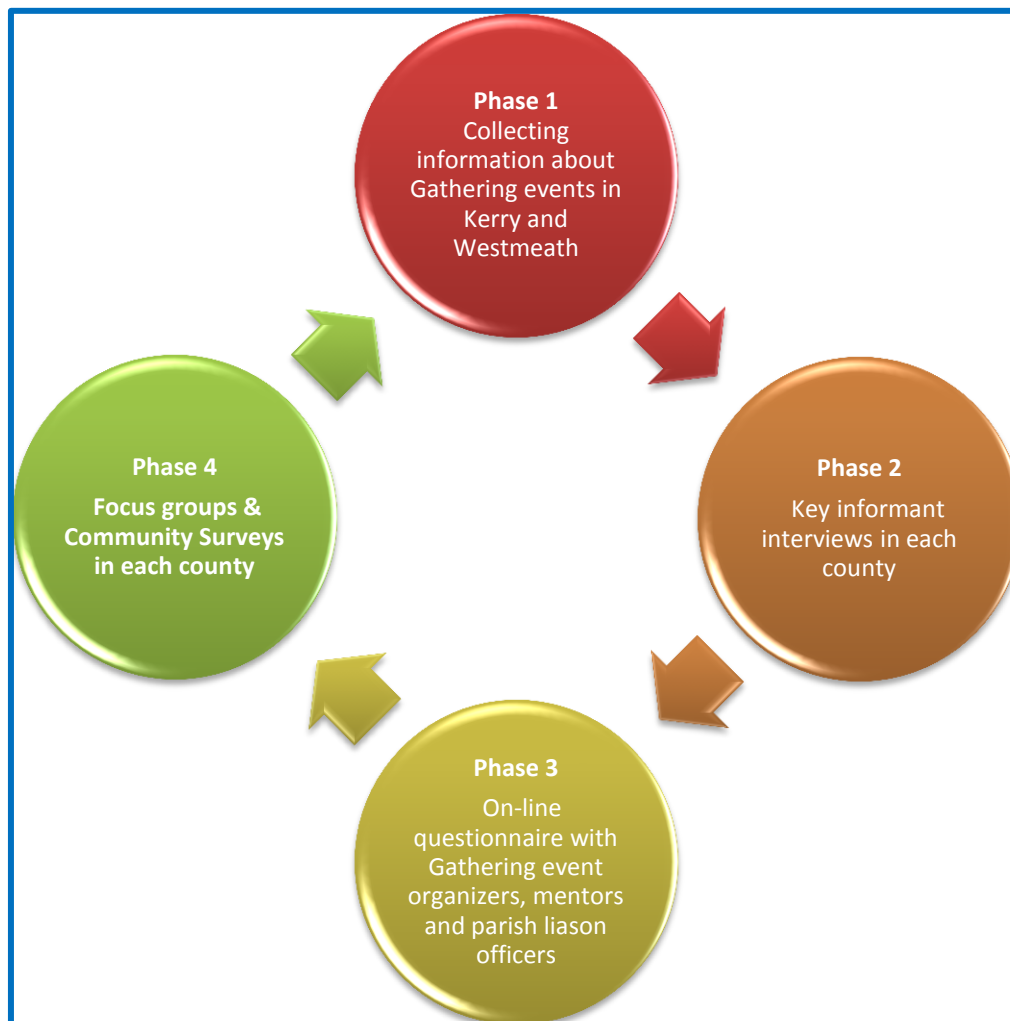 Phase 1
Collecting
information about
Gathering events in
Kerry and
Westmeath
Phase 2
Key informant
interviews in each
county
Phase 3
On-line
questionnaire with
Gathering event
organizers, mentors
and parish liason
officers
Phase 4
Focus groups &
Community Surveys
in each county